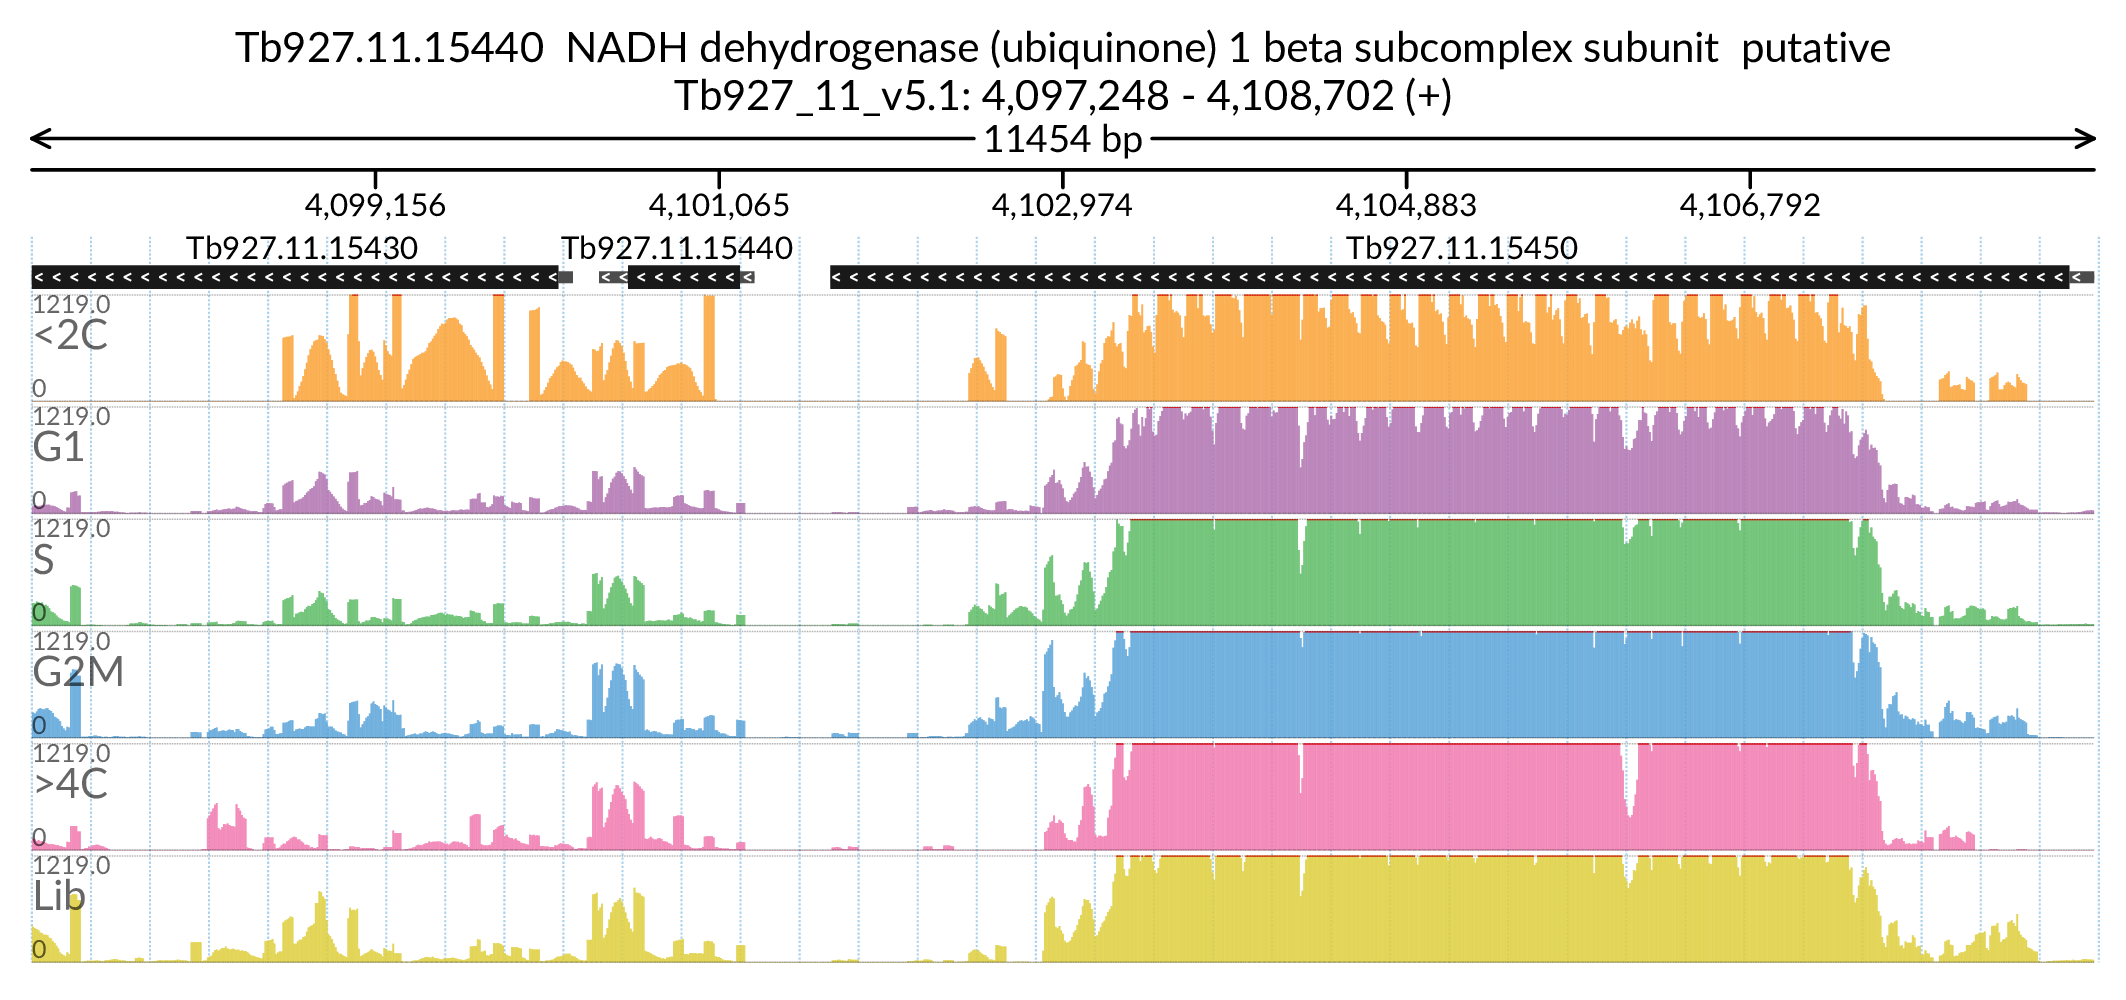 Tb927.11.15440  NADH dehydrogenase (ubiquinone) 1 beta subcomplex subunit  putative
Tb927_11_v5.1: 4,097,248 - 4,108,702 (+)
11454 bp
4,099,156 4,101,065 4,102,974 4,104,883 4,106,792
Tb927.11.15430 Tb927.11.15440 Tb927.11.15450
1219.0
<2C
0
1219.0
G1
0
1219.0
S
0
1219.0
G2M
0
1219.0
>4C
0
1219.0
Lib
0